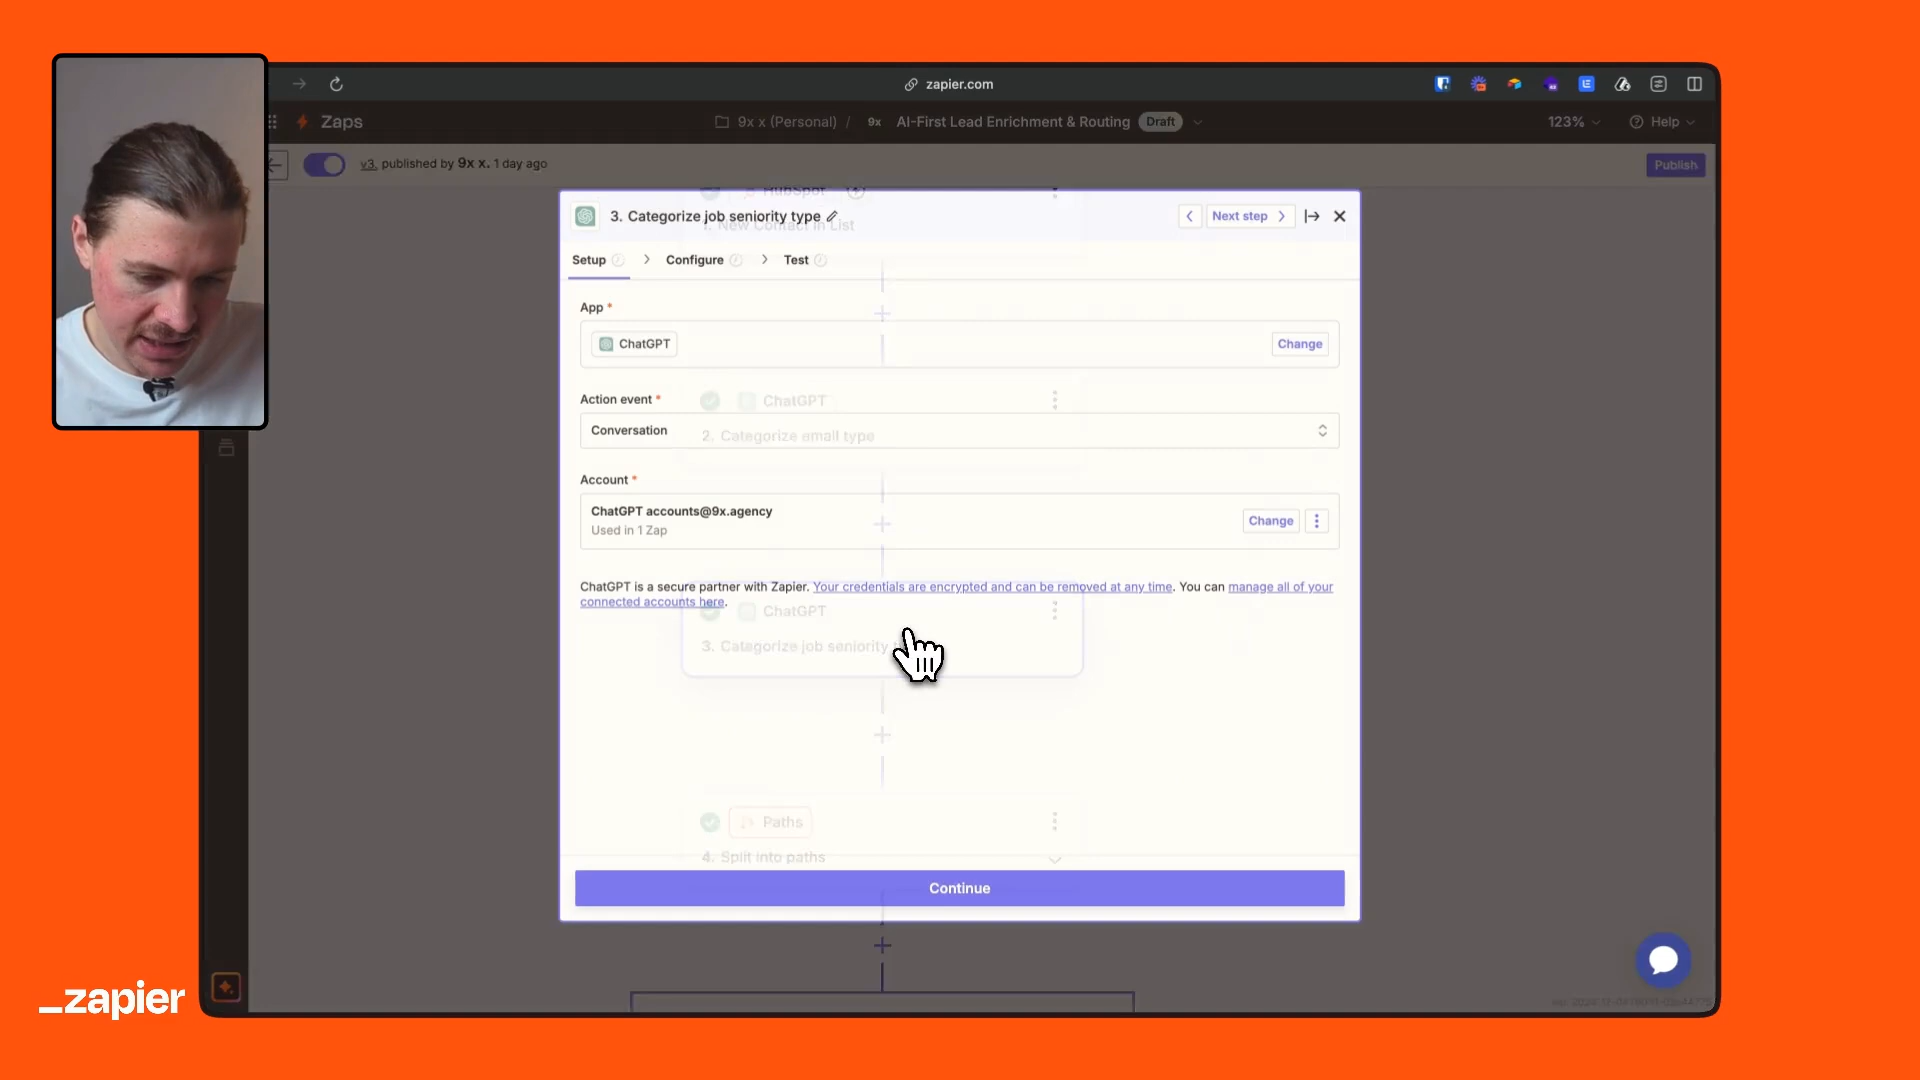 zapier.com
Zaps
9x x (Personal) / 9x AI-First Lead Enrichment & Routing Draft
123%
Help
v3. published by 9x x. 1 day ago
Publish
HubSpot
1. New Contact in List
3. Categorize job seniority type
Next step
Setup
Configure
Test
App *
ChatGPT
Change
Action event *
ChatGPT
Conversation
2. Categorize email type
Account *
ChatGPT accounts@9x.agency
Used in 1 Zap
Change
ChatGPT is a secure partner with Zapier. Your credentials are encrypted and can be removed at any time. You can manage all of your
connected accounts here.
ChatGPT
3. Categorize job seniority
Paths
4. Split into paths
Continue
_zapier